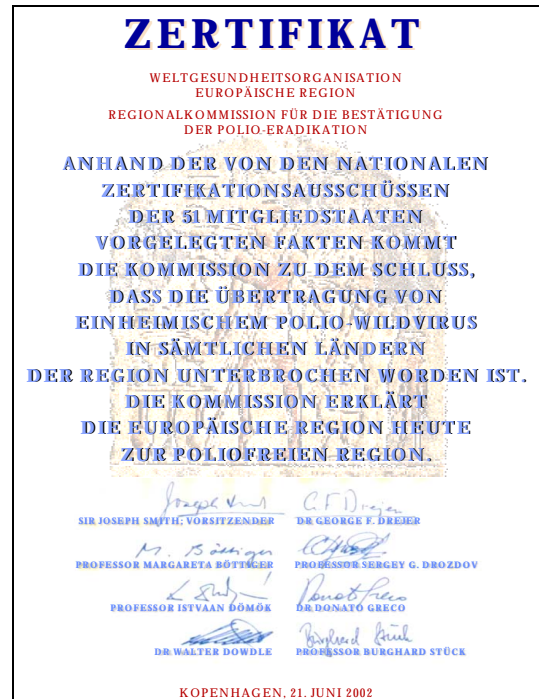 ZERTIFIKAT
WELTGESUNDHEITSORGANISATION
EUROPÄISCHE REGION
REGIONALKOMMISSION FÜR DIE BESTÄTIGUNG
DER POLIO-ERADIKATION
ANHAND DER VON DEN NATIONALEN
ZERTIFIKATIONSAUSSCHÜSSEN
DER 51 MITGLIEDSTAATEN
VORGELEGTEN FAKTEN KOMMT
DIE KOMMISSION ZU DEM SCHLUSS,
DASS DIE ÜBERTRAGUNG VON
EINHEIMISCHEM POLIO-WILDVIRUS
IN SÄMTLICHEN LÄNDERN
DER REGION UNTERBROCHEN WORDEN IST.
DIE KOMMISSION ERKLÄRT
DIE EUROPÄISCHE REGION HEUTE
ZUR POLIOFREIEN REGION.
SIR JOSEPH SMITH, VORSITZENDER DR GEORGE F. DREJER
PROFESSOR MARGARETA BÖTTIGER PROFESSOR SERGEY G. DROZDOV
PROFESSOR ISTVAAN DÖMÖK DR DONATO GRECO
DR WALTER DOWDLE PROFESSOR BURGHARD STÜCK
KOPENHAGEN, 21. JUNI 2002